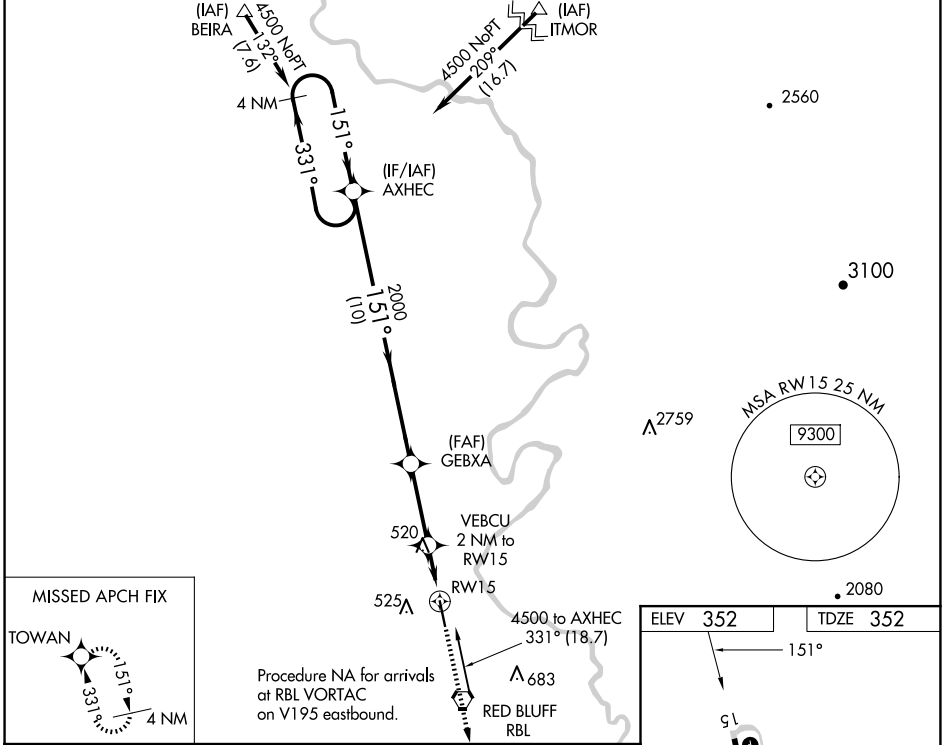 (IAF)
BEIRA
4500 NoPT
132°
(7.6)
4 NM
151°
331°
(IF/IAF)
AXHEC
(IAF)
ITMOR
4500 NoPT
209°
(16.7)
2560
3100
2000
151°
(10)
2759
MSA RW15 25 NM
9300
(FAF)
GEBXA
520
VEBCU
2 NM to
RW15
RW15
525
2080
4500 to AXHEC
331° (18.7)
683
RED BLUFF
RBL
Procedure NA for arrivals
at RBL VORTAC
on V195 eastbound.
MISSED APCH FIX
TOWAN
151°
331°
4 NM
ELEV 352
TDZE 352
151°
15